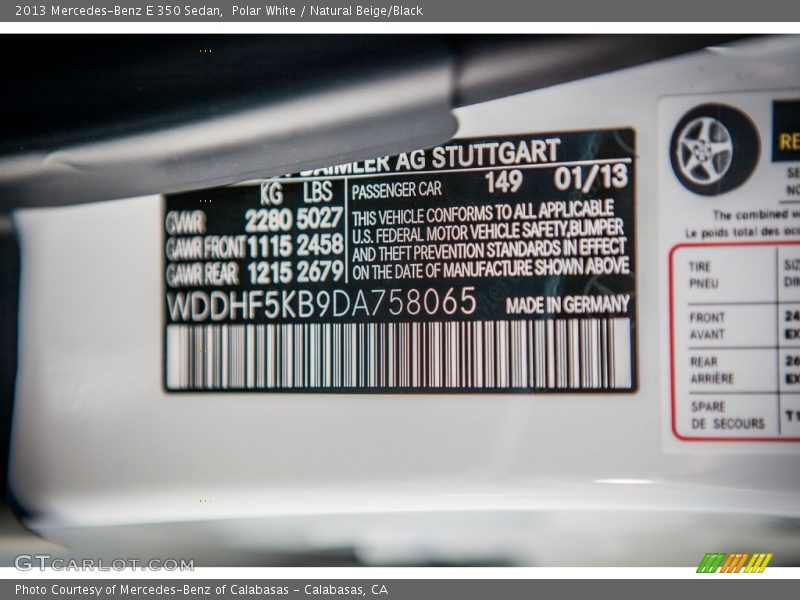 2013 Mercedes-Benz E 350 Sedan, Polar White / Natural Beige/Black
DAIMLER AG STUTTGART
KG LBS
GVWR 2280 5027
GAWR FRONT 1115 2458
GAWR REAR 1215 2679
PASSENGER CAR 149 01/13
THIS VEHICLE CONFORMS TO ALL APPLICABLE
U.S. FEDERAL MOTOR VEHICLE SAFETY,BUMPER
AND THEFT PREVENTION STANDARDS IN EFFECT
ON THE DATE OF MANUFACTURE SHOWN ABOVE
WDDHF5KB9DA758065 MADE IN GERMANY
The combined
Le poids total des
TIRE
PNEU
FRONT
AVANT
REAR
ARRIÈRE
SPARE
DE SECOURS
GTCARLOT.COM
Photo Courtesy of Mercedes-Benz of Calabasas - Calabasas, CA